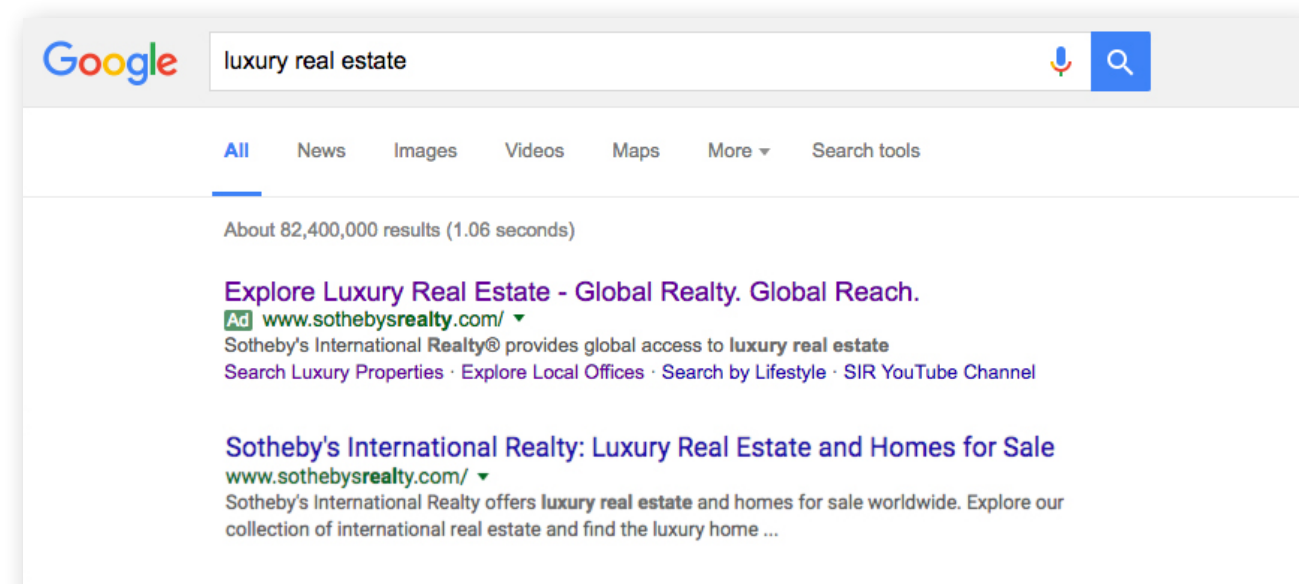 Google luxury real estate
All News Images Videos Maps More Search tools
About 82,400,000 results (1.06 seconds)
Explore Luxury Real Estate - Global Realty. Global Reach.
Ad www.sothebysrealty.com/
Sotheby's International Realty® provides global access to luxury real estate
Search Luxury Properties · Explore Local Offices · Search by Lifestyle · SIR YouTube Channel
Sotheby's International Realty: Luxury Real Estate and Homes for Sale
www.sothebysrealty.com/
Sotheby's International Realty offers luxury real estate and homes for sale worldwide. Explore our
collection of international real estate and find the luxury home ...